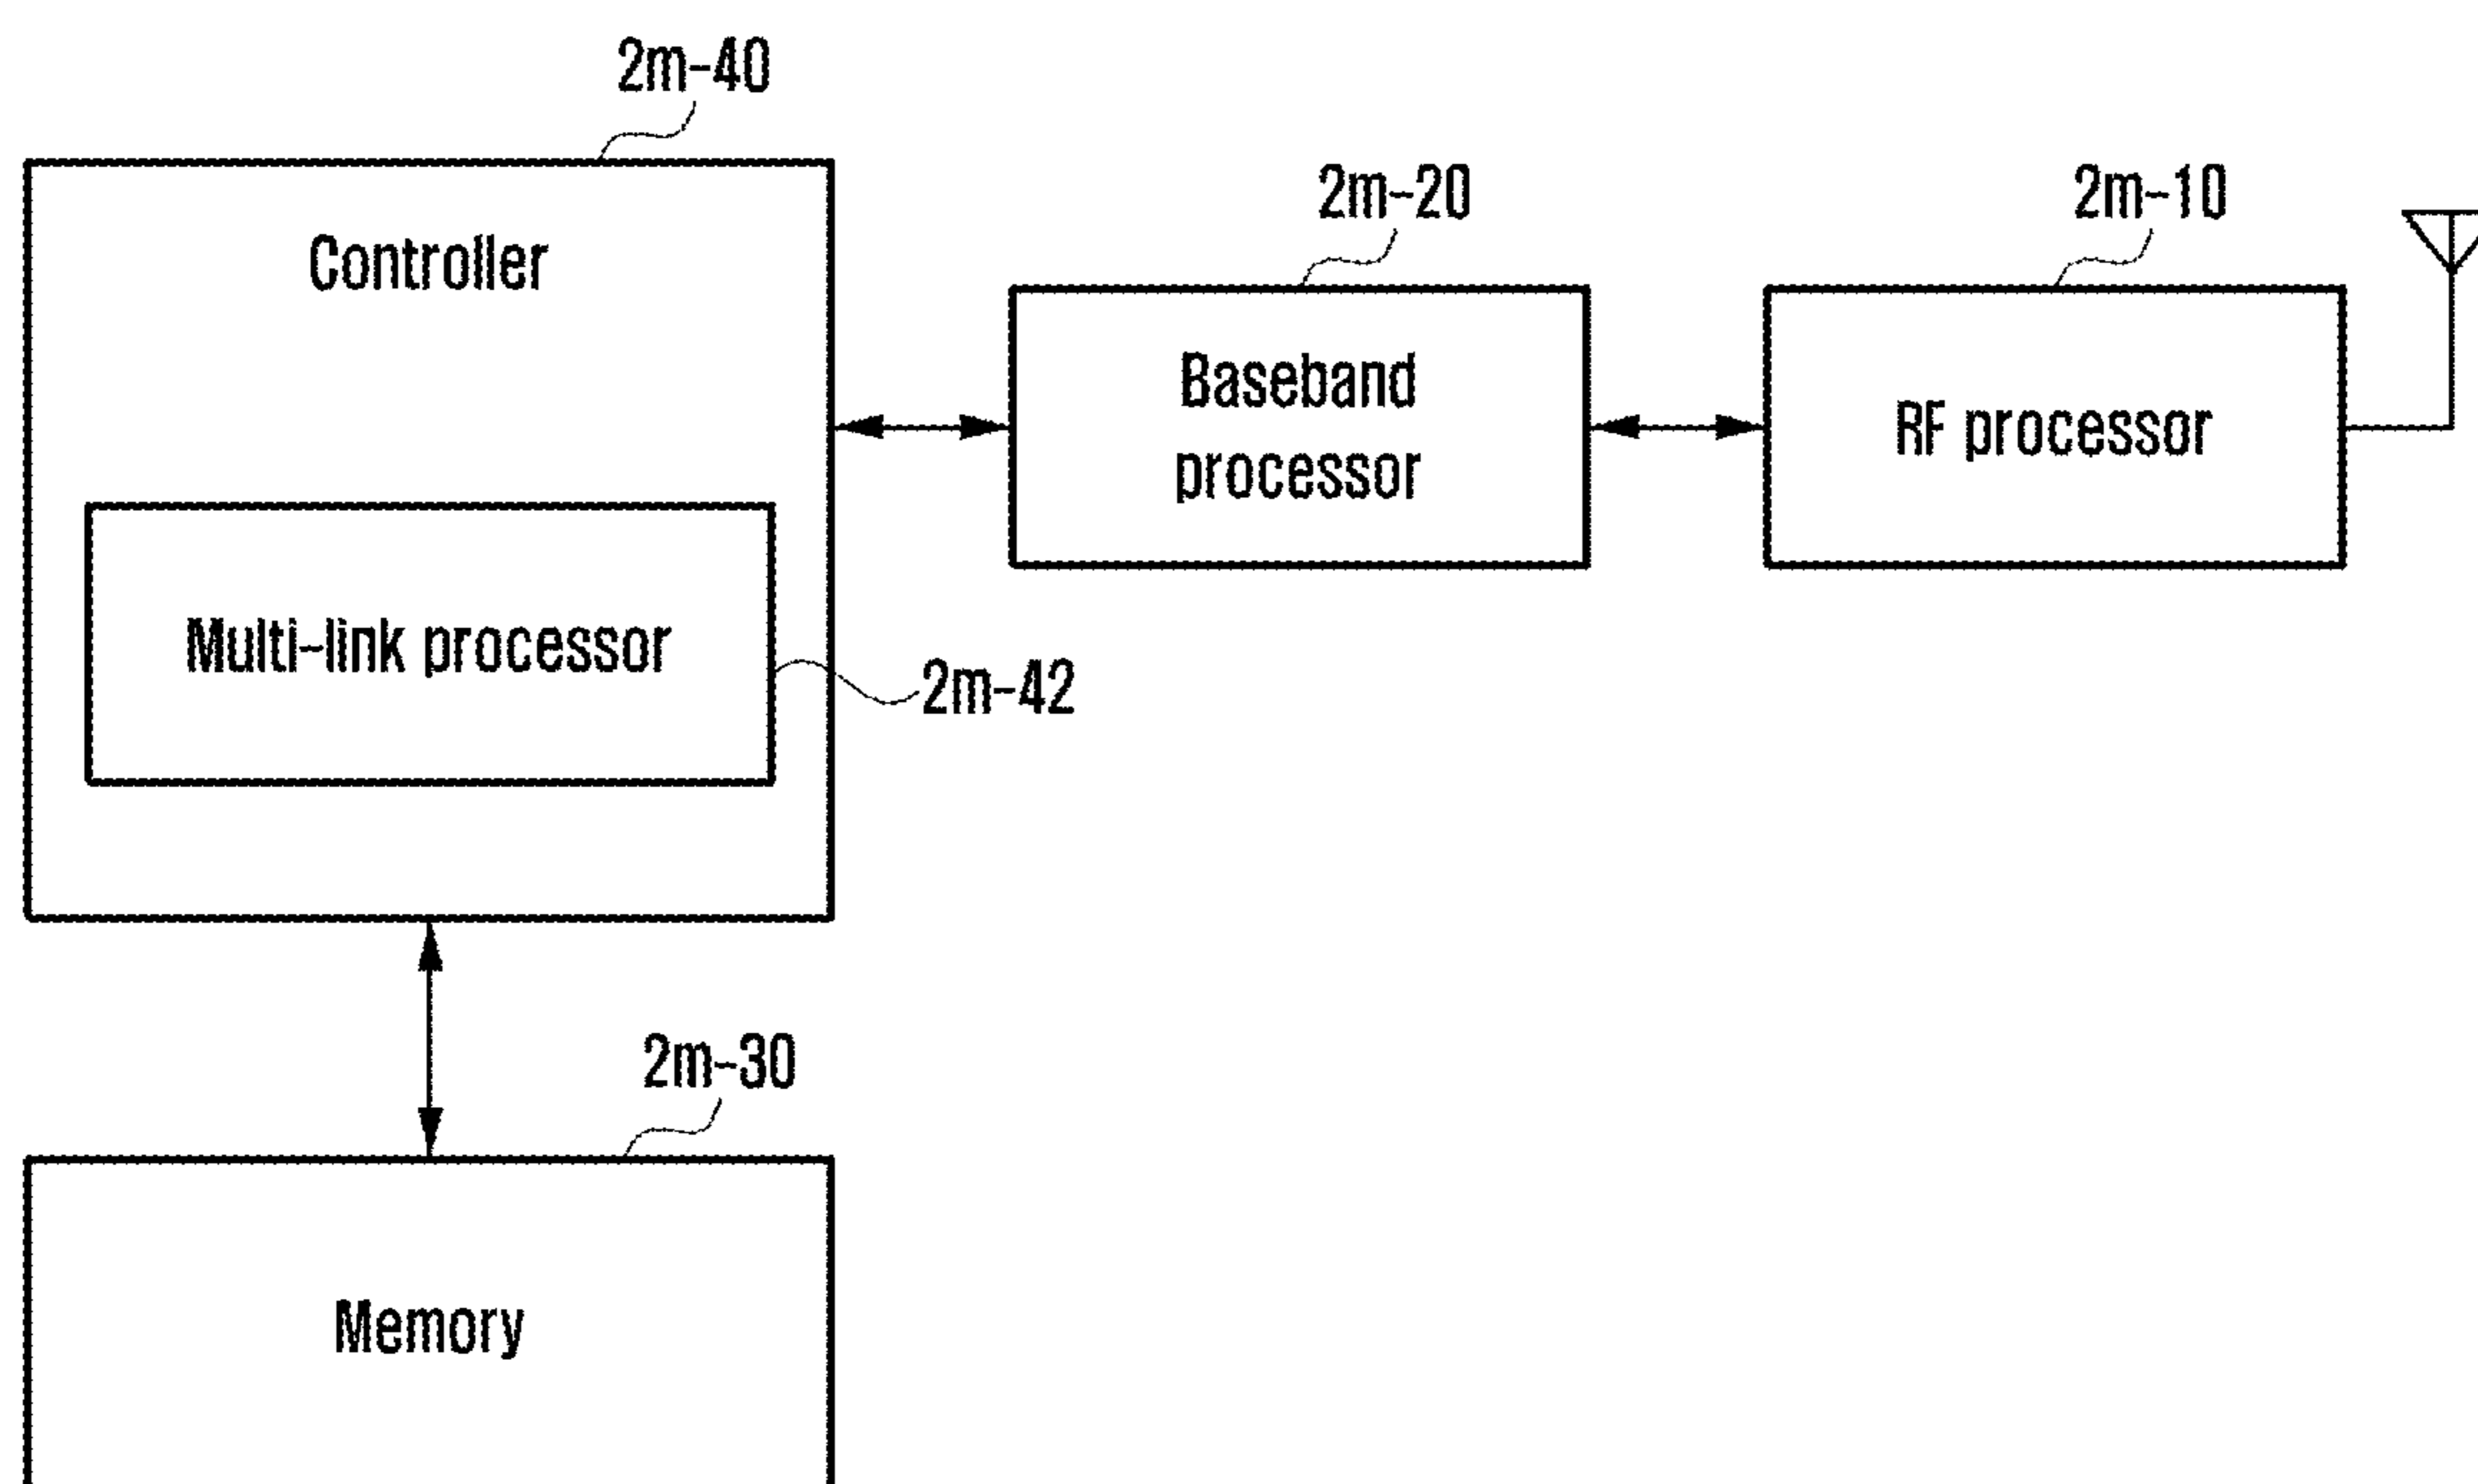 2m-40
2m-20
2m-10
Controller
Baseband
processor
RF processor
Multi-link processor
2m-42
2m-30
Memory